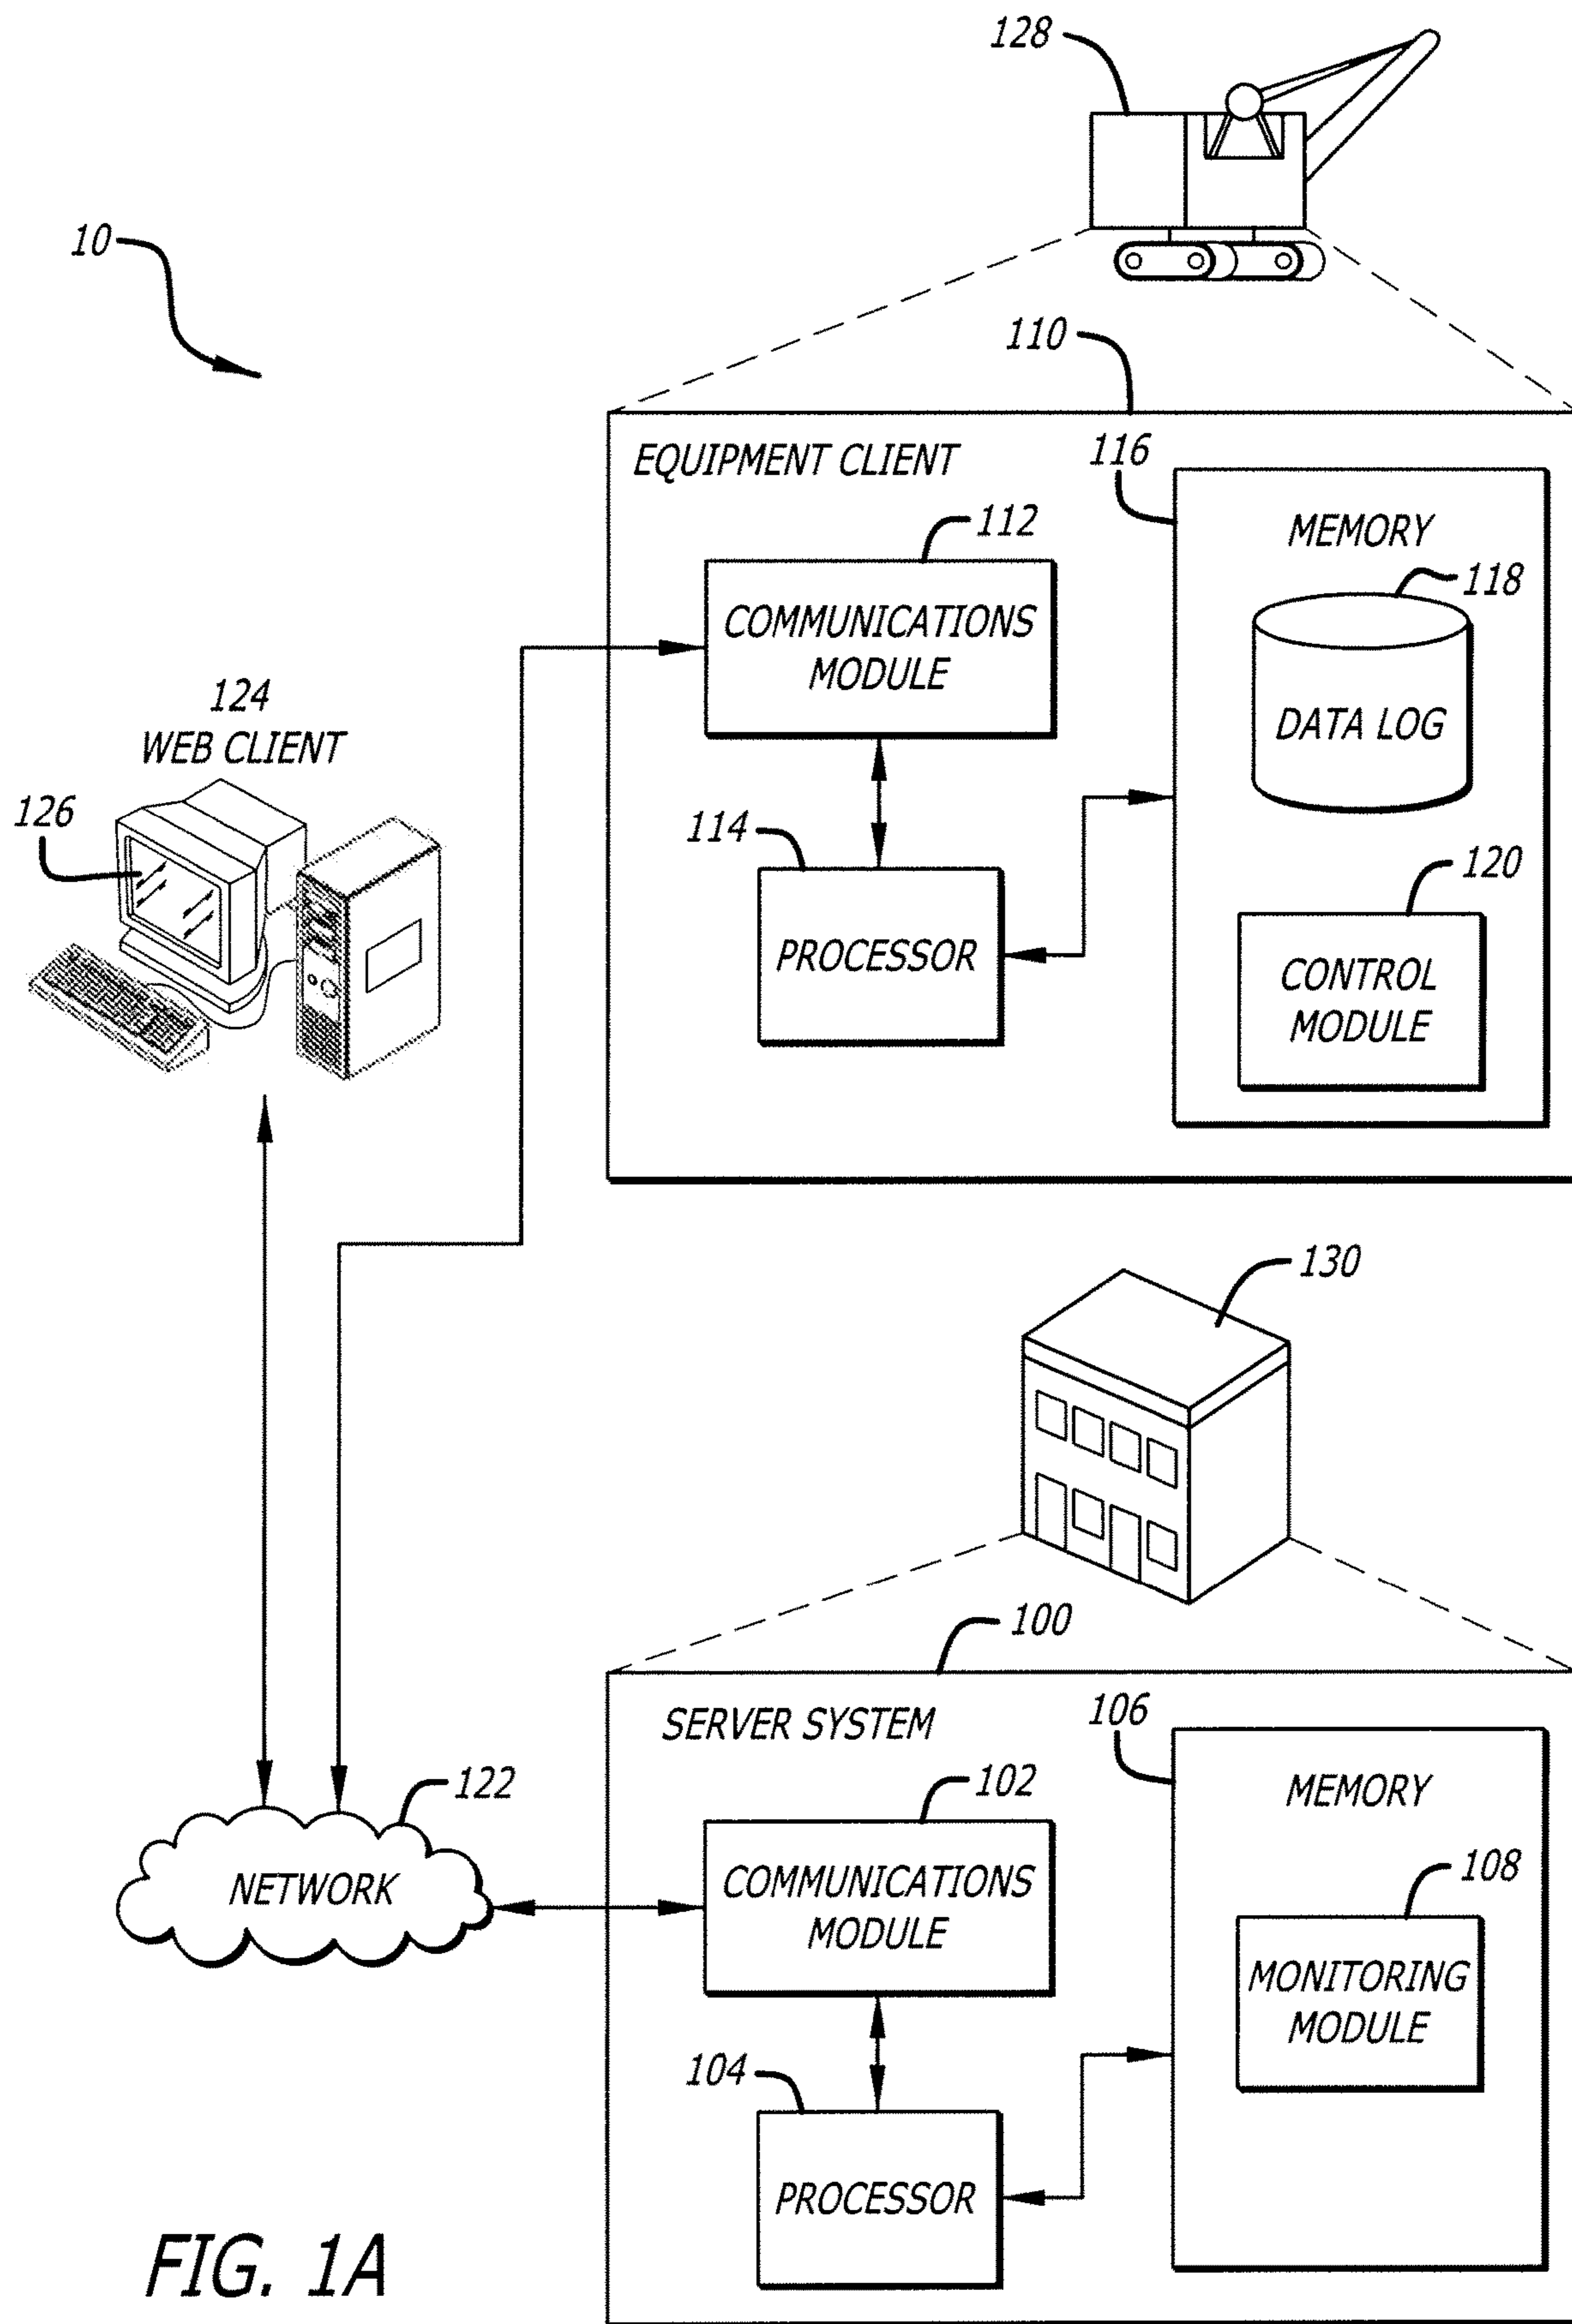 128
10
110
EQUIPMENT CLIENT
116
MEMORY
112
118
COMMUNICATIONS
MODULE
DATA LOG
124
WEB CLIENT
126
114
120
PROCESSOR
CONTROL
MODULE
130
100
SERVER SYSTEM
106
MEMORY
122
102
NETWORK
COMMUNICATIONS
MODULE
108
MONITORING
MODULE
104
PROCESSOR
FIG. 1A